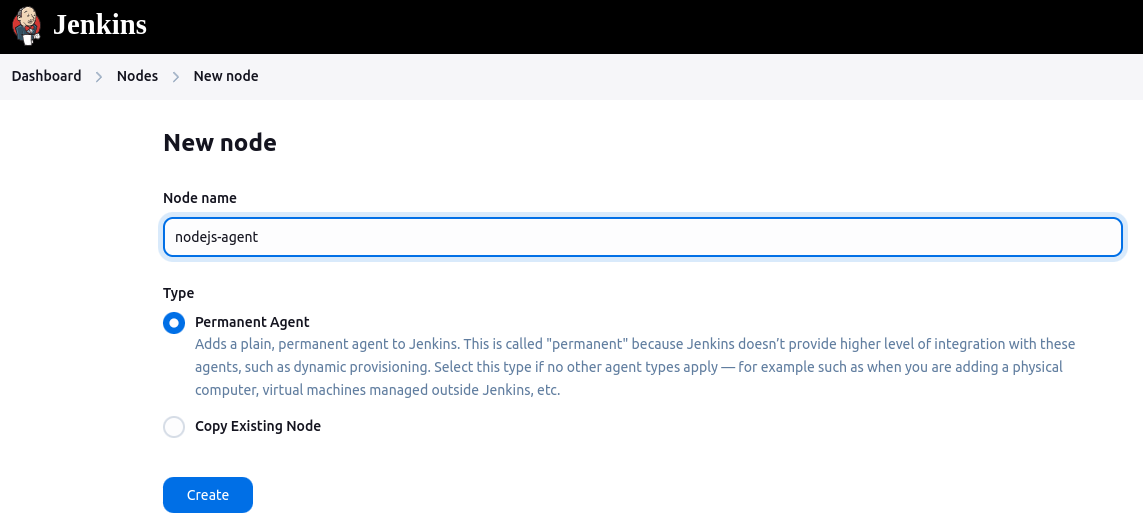 Jenkins
Dashboard
Nodes
New node
New node
Node name
nodejs-agent
Type
Permanent Agent
Adds a plain, permanent agent to Jenkins. This is called "permanent" because Jenkins doesn’t provide higher level of integration with these
agents, such as dynamic provisioning. Select this type if no other agent types apply — for example such as when you are adding a physical
computer, virtual machines managed outside Jenkins, etc.
Copy Existing Node
Create